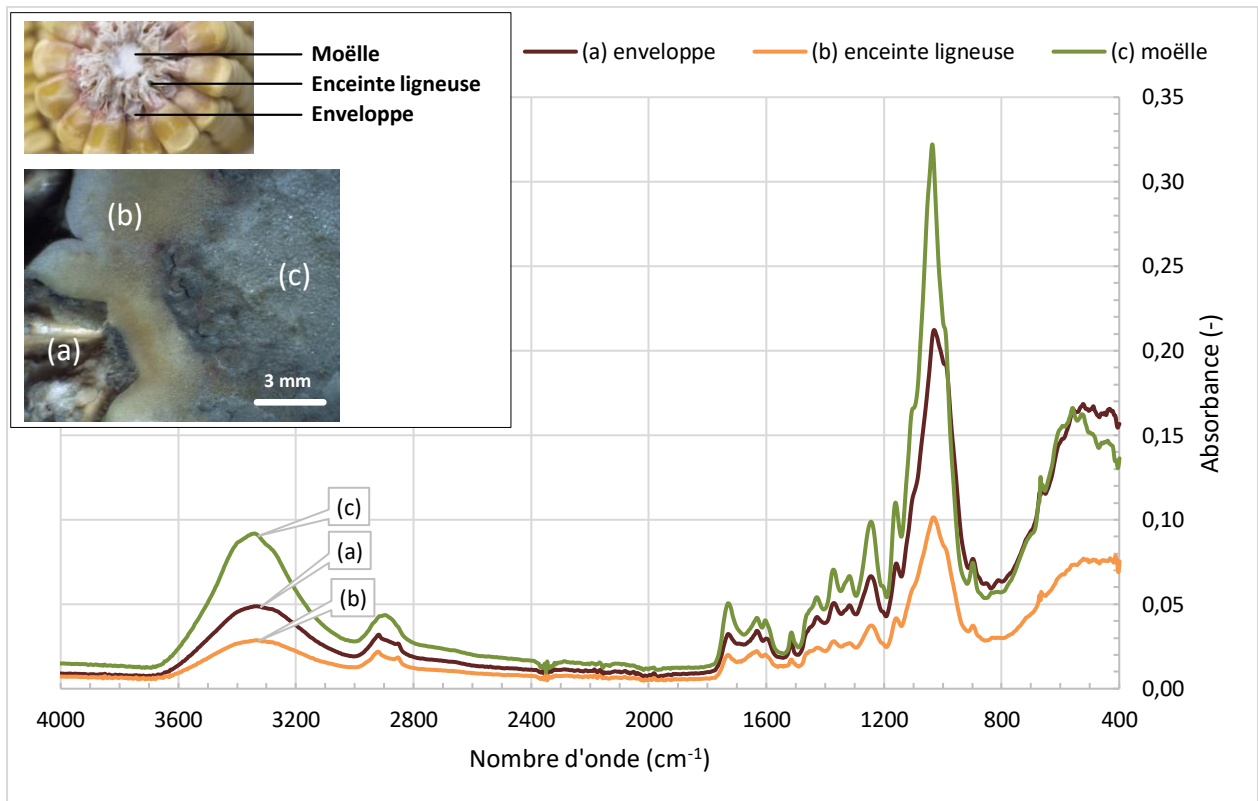 Moëlle
Enceinte ligneuse
Enveloppe
(a) enveloppe
(b) enceinte ligneuse
(c) moëlle
(b)
(c)
(a)
3 mm
(c)
(a)
(b)
0,35
0,30
0,25
0,20
0,15
0,10
0,05
0,00
Absorbance (-)
4000 3600 3200 2800 2400 2000 1600 1200 800 400
Nombre d'onde (cm⁻¹)